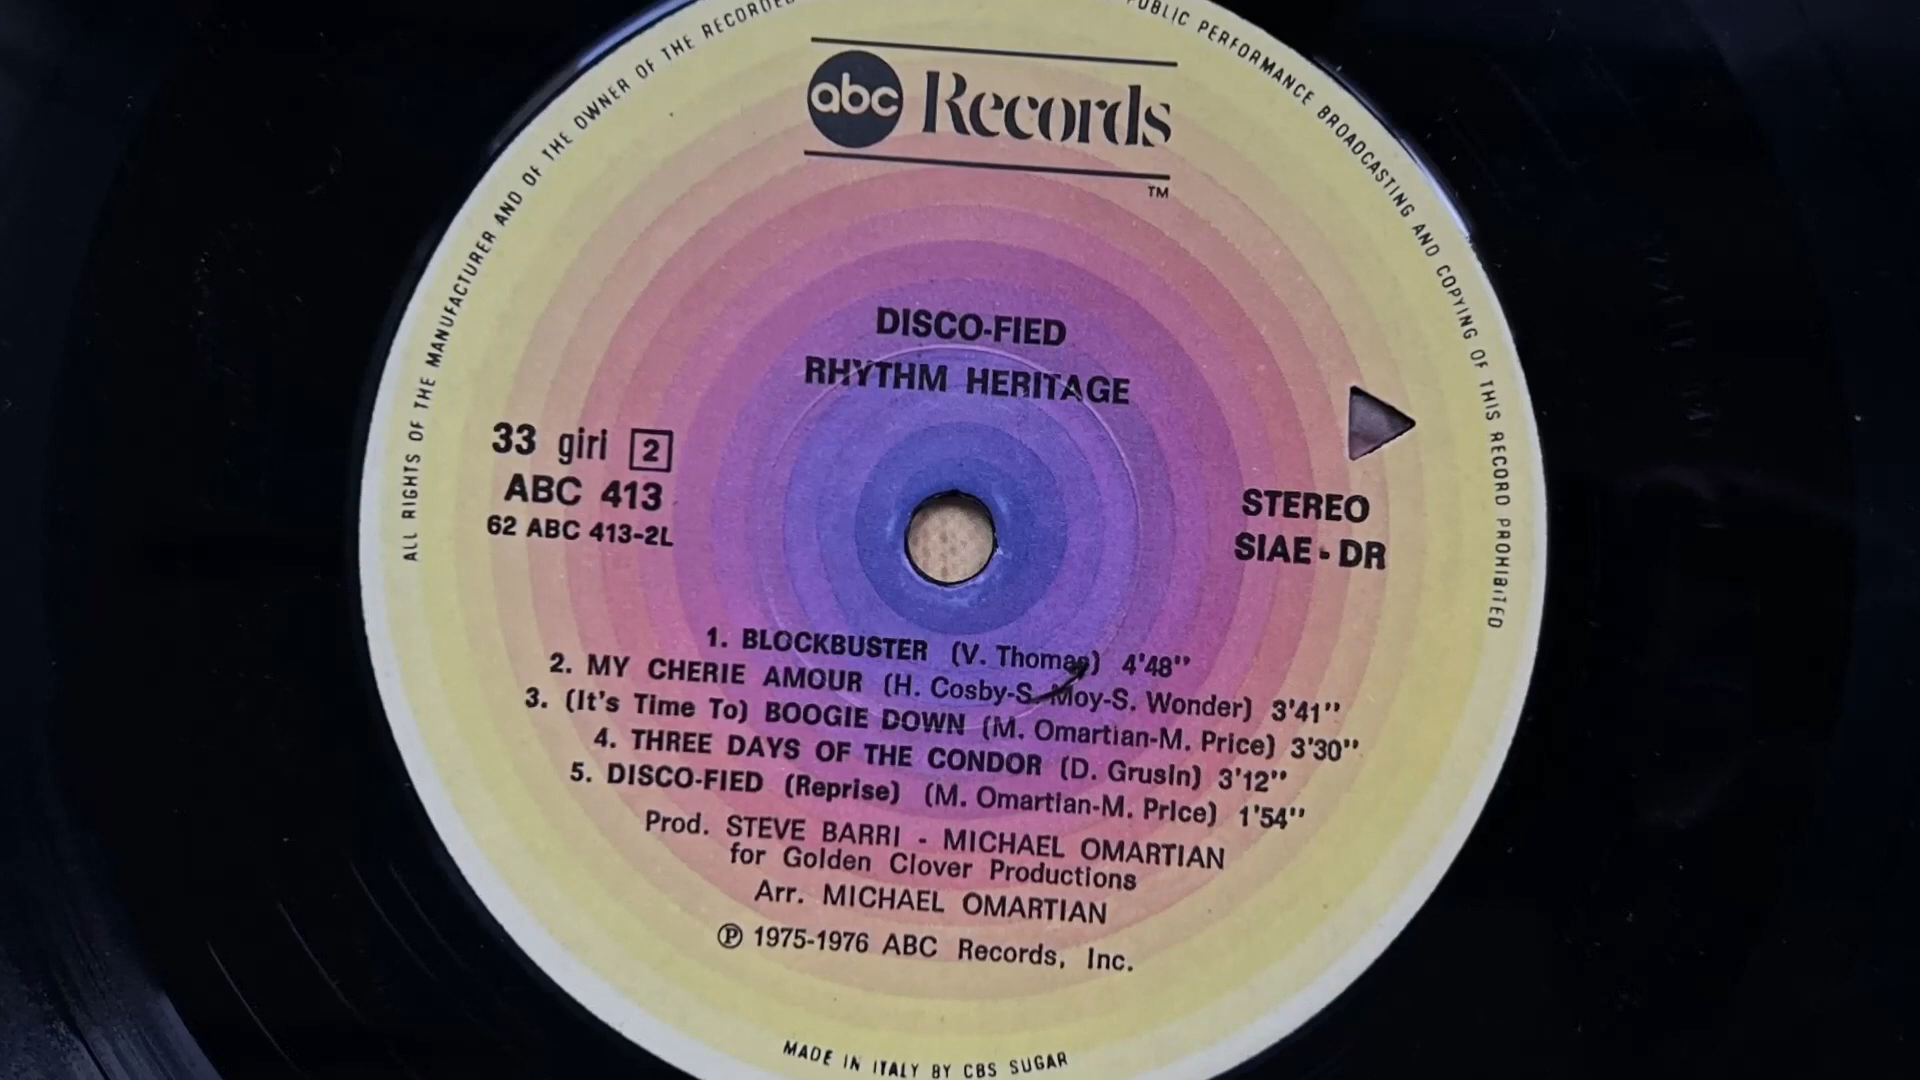 ALL RIGHTS OF THE MANUFACTURER AND OF THE OWNER OF THE RECORDED
PUBLIC PERFORMANCE BROADCASTING AND COPYING OF THIS RECORD PROHIBITED
abc Records
TM
DISCO-FIED
RHYTHM HERITAGE
33 giri 2
ABC 413
62 ABC 413-2L
STEREO
SIAE - DR
1. BLOCKBUSTER (V. Thomas) 4'48''
2. MY CHERIE AMOUR (H. Cosby-S. Moy-S. Wonder) 3'41''
3. (It's Time To) BOOGIE DOWN (M. Omartian-M. Price) 3'30''
4. THREE DAYS OF THE CONDOR (D. Grusin) 3'12''
5. DISCO-FIED (Reprise) (M. Omartian-M. Price) 1'54''
Prod. STEVE BARRI - MICHAEL OMARTIAN
for Golden Clover Productions
Arr. MICHAEL OMARTIAN
℗ 1975-1976 ABC Records, Inc.
MADE IN ITALY BY CBS SUGAR